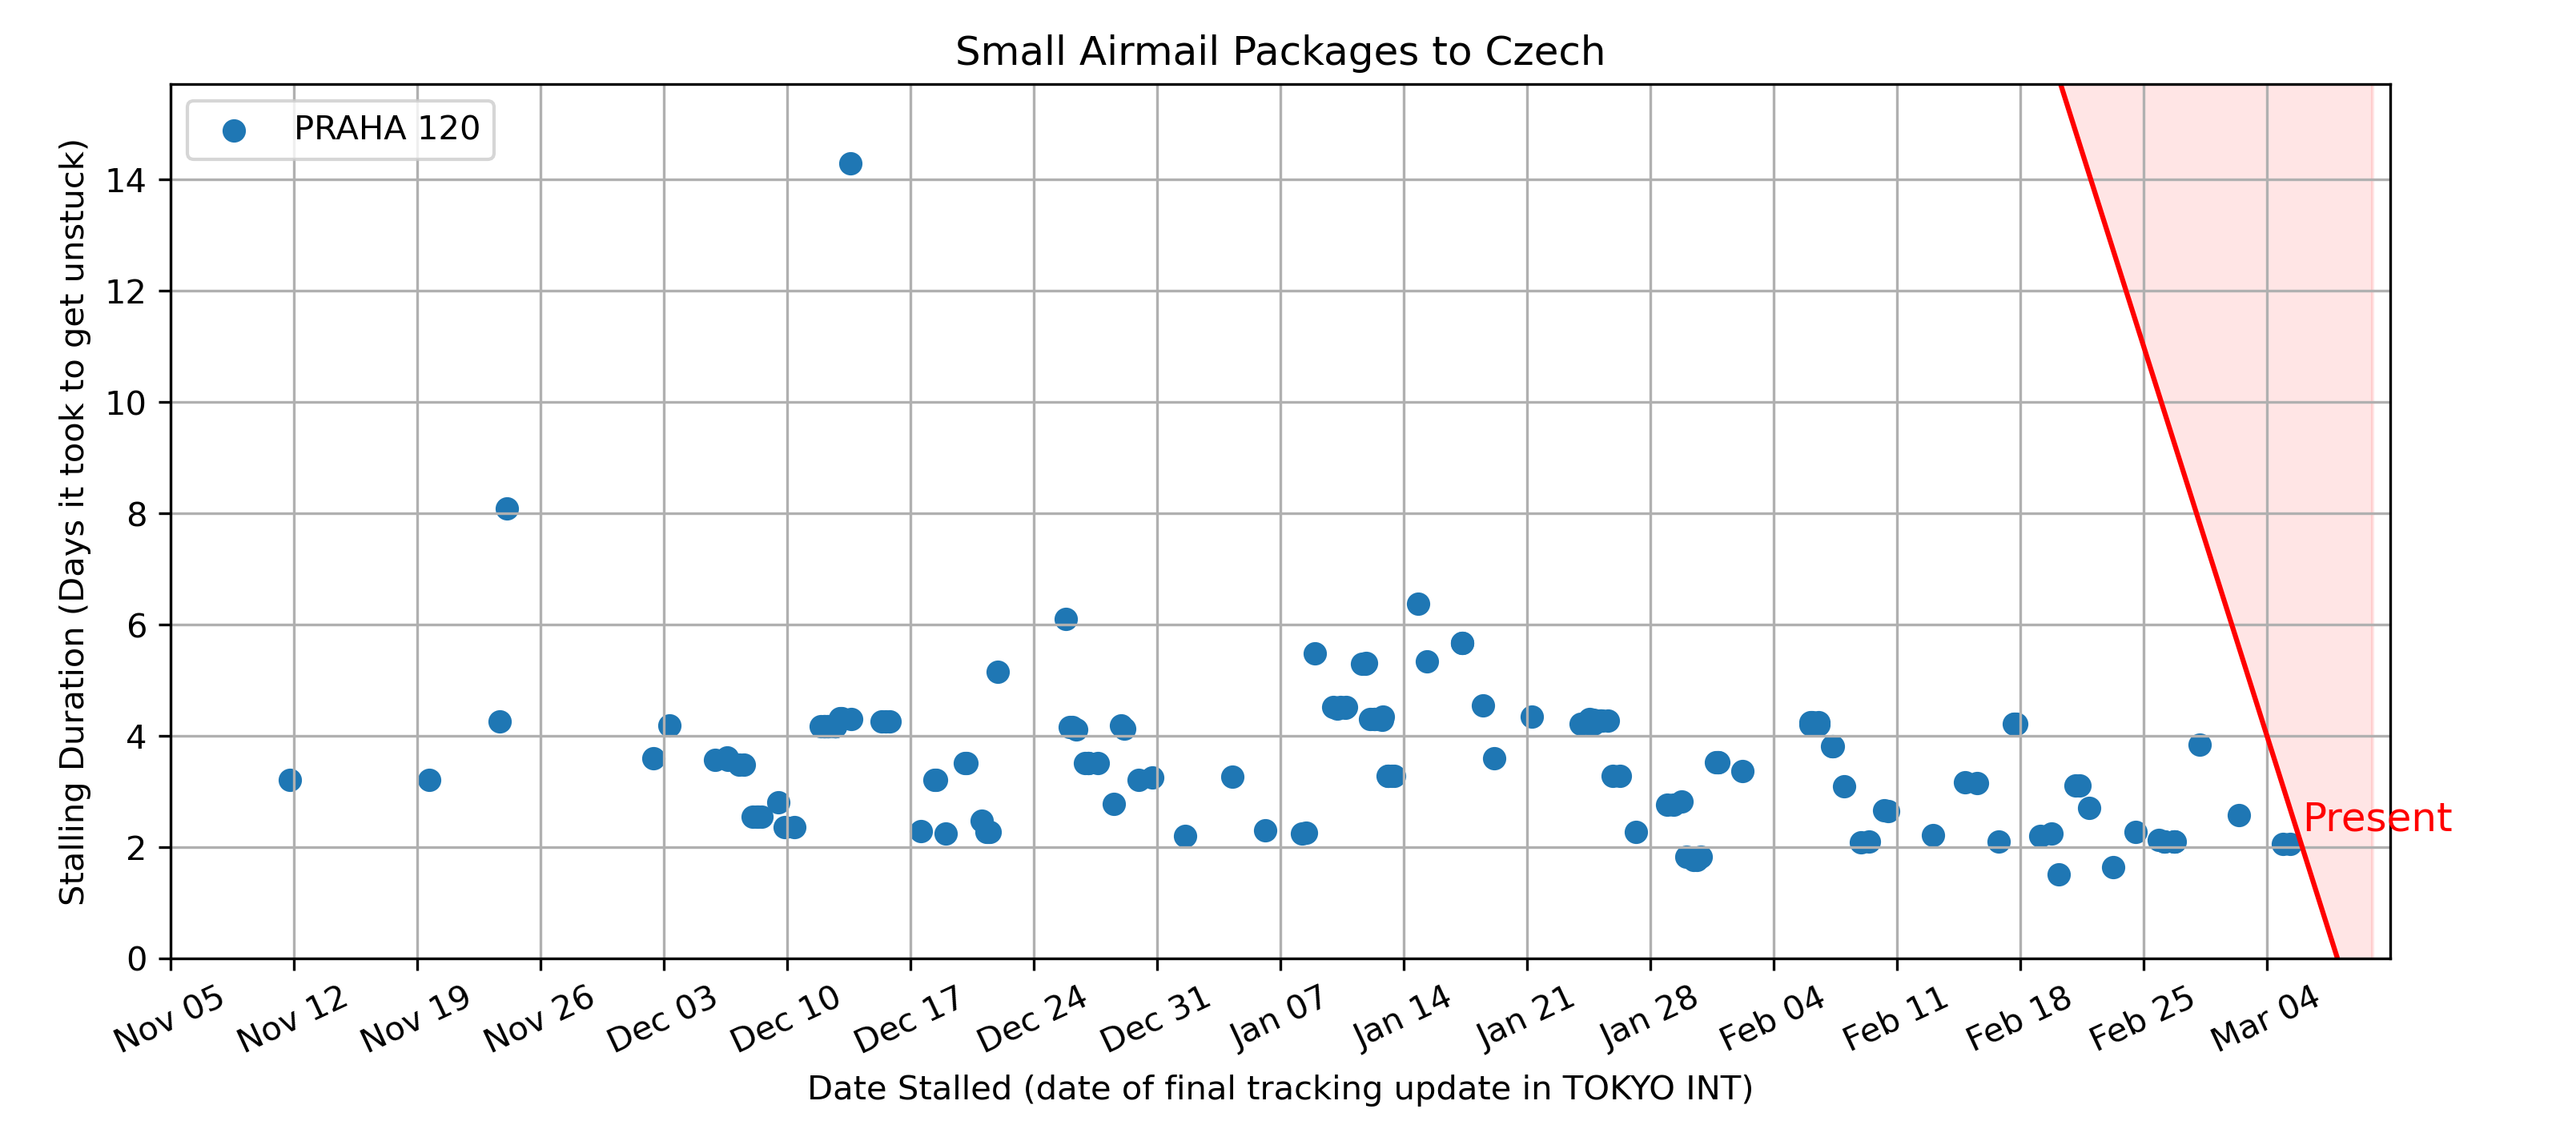 Small Airmail Packages to Czech
PRAHA 120
Stalling Duration (Days it took to get unstuck)
14
12
10
8
6
4
2
0
Present
Nov 05
Nov 12
Nov 19
Nov 26
Dec 03
Dec 10
Dec 17
Dec 24
Dec 31
Jan 07
Jan 14
Jan 21
Jan 28
Feb 04
Feb 11
Feb 18
Feb 25
Mar 04
Date Stalled (date of final tracking update in TOKYO INT)